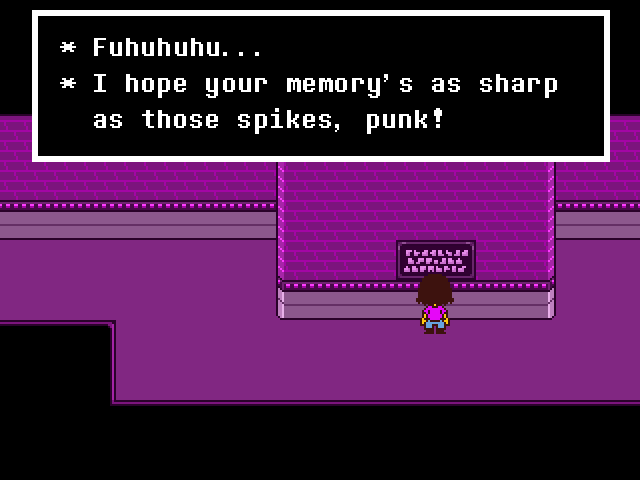 * Fuhuhuhu...
* I hope your memory's as sharp
as those spikes, punk!